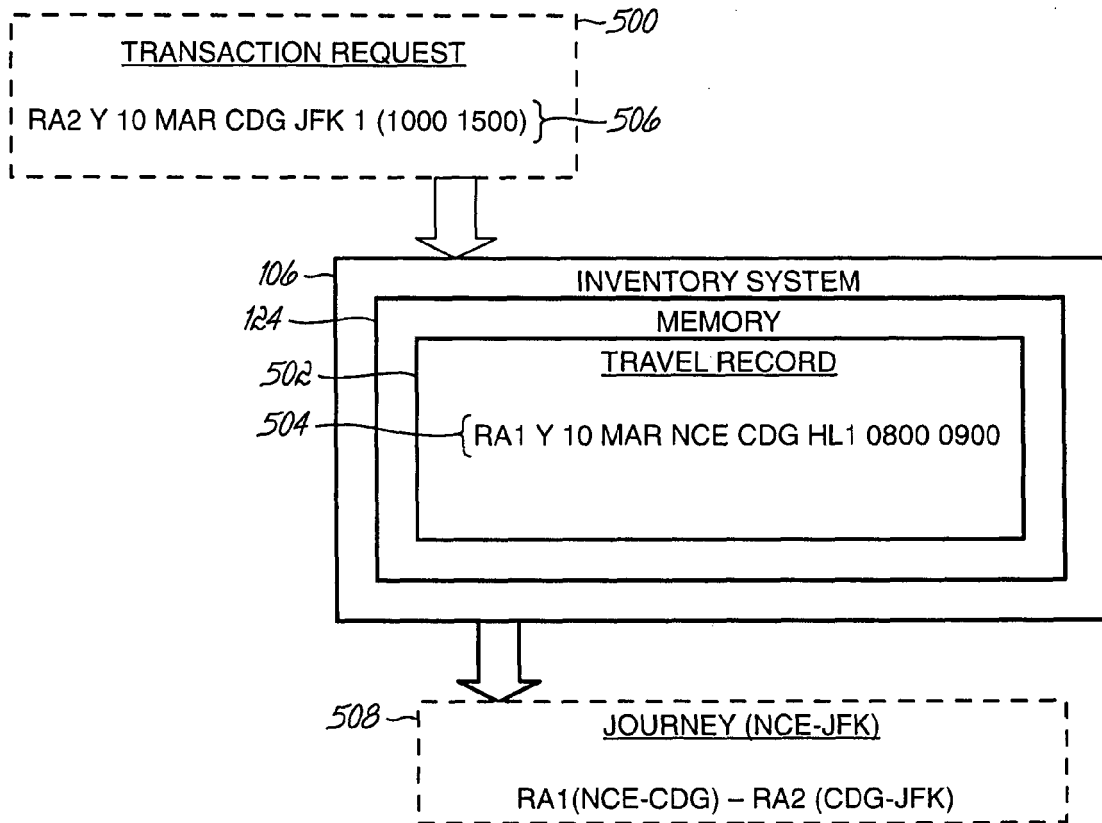 500
TRANSACTION REQUEST
RA2 Y 10 MAR CDG JFK 1 (1000 1500)
506
106
INVENTORY SYSTEM
124
MEMORY
502
TRAVEL RECORD
504
RA1 Y 10 MAR NCE CDG HL1 0800 0900
508
JOURNEY (NCE-JFK)
RA1(NCE-CDG) – RA2 (CDG-JFK)